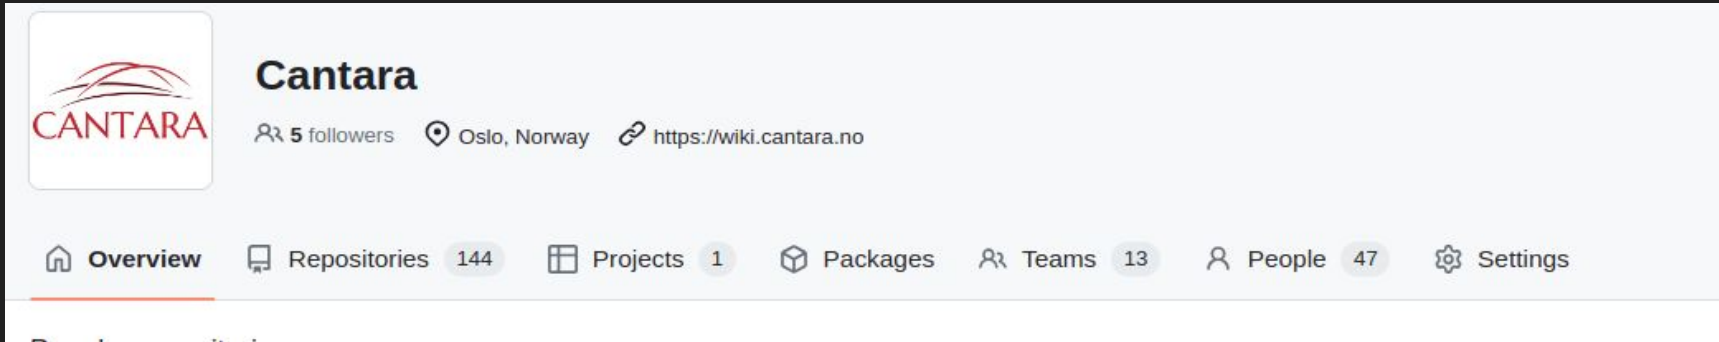 CANTARA
Cantara
5 followers Oslo, Norway https://wiki.cantara.no
Overview Repositories 144 Projects 1 Packages Teams 13 People 47 Settings